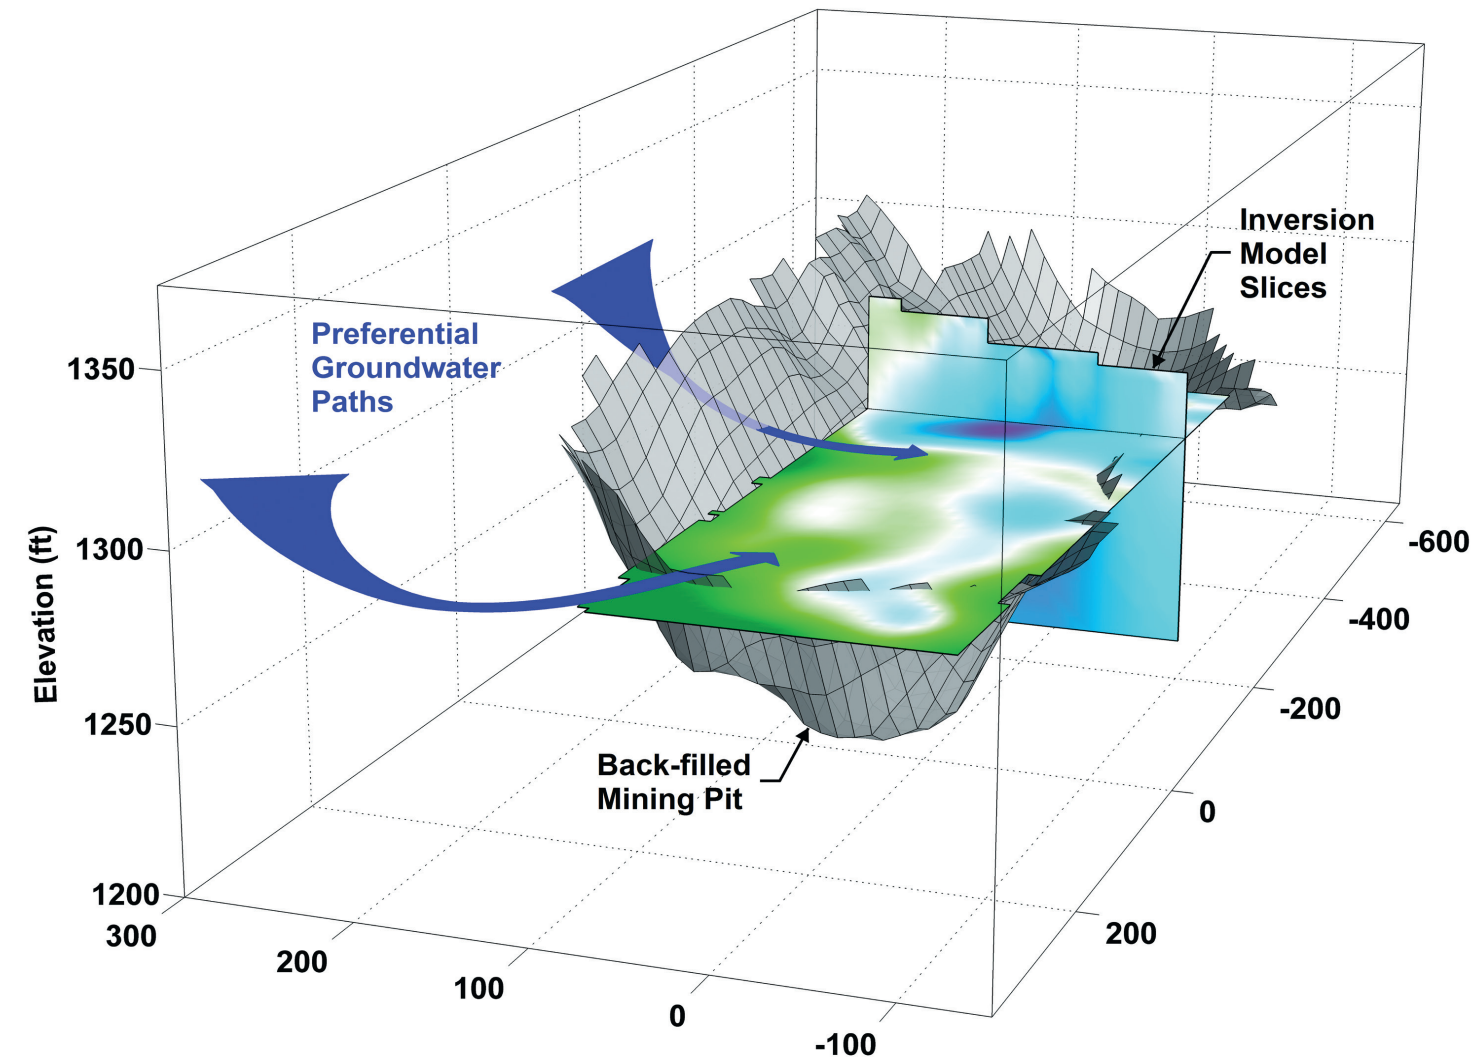 Inversion
Model
Slices
Preferential
Groundwater
Paths
Back-filled
Mining Pit
Elevation (ft)
1350
1300
1250
1200
300
200
100
0
-100
200
0
-200
-400
-600